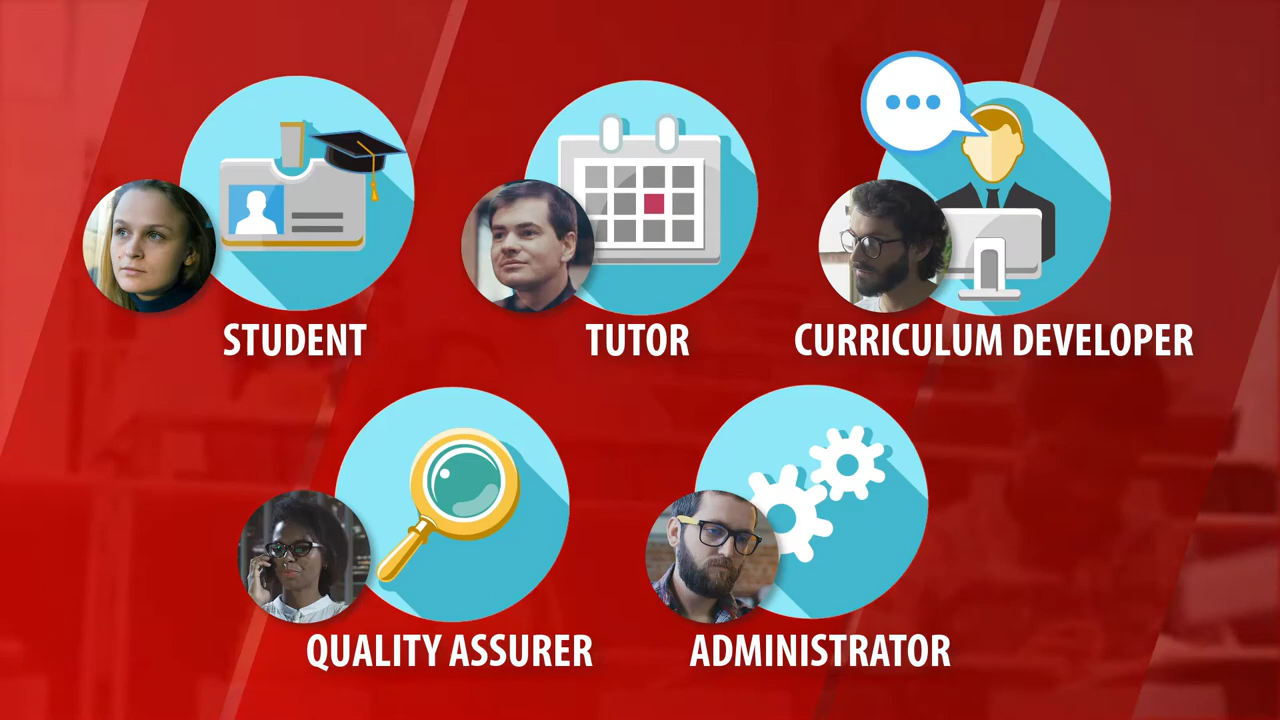 STUDENT
TUTOR
CURRICULUM DEVELOPER
QUALITY ASSURER
ADMINISTRATOR